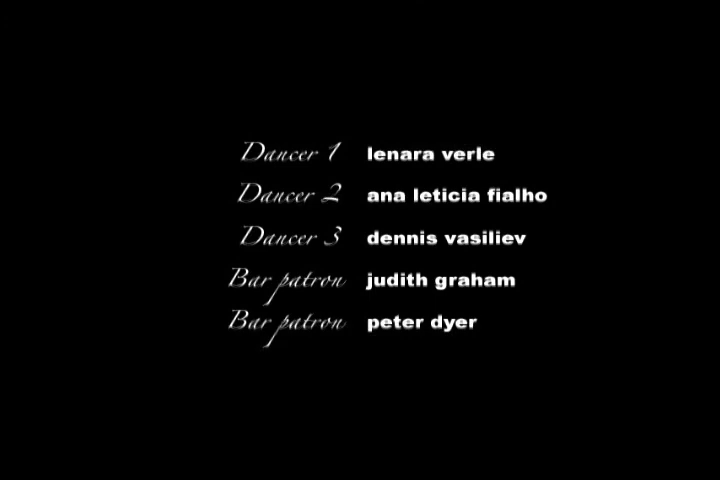 Dancer 1 lenara verle
Dancer 2 ana leticia fialho
Dancer 3 dennis vasiliev
Bar patron judith graham
Bar patron peter dyer